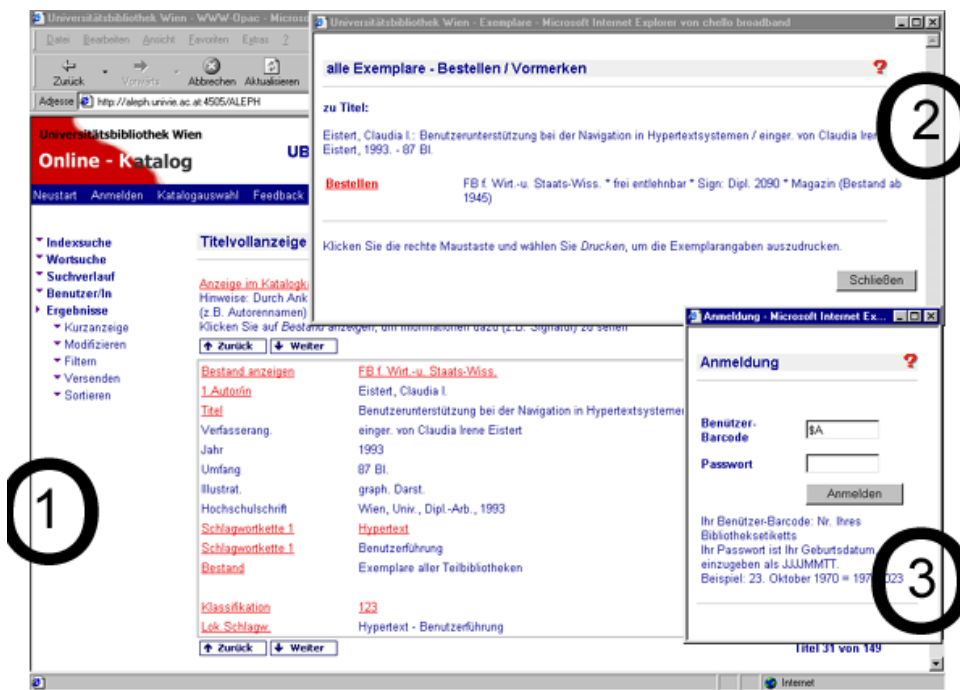 Universitätsbibliothek Wien - WWW-Opac - Microso
Datei Bearbeiten Ansicht Favoriten Extras ?
Zurück Vorwärts Abbrechen Aktualisieren
Adresse http://aleph.univie.ac.at:4505/ALEPH
Universitätsbibliothek Wien
Online - Katalog
UB
Neustart Anmelden Katalogauswahl Feedback
Indexsuche
Wortsuche
Suchverlauf
Benutzer/In
Ergebnisse
Kurzanzeige
Modifizieren
Filtern
Versenden
Sortieren
1
Titelvollanzeige
Anzeige im Katalogk
Hinweise: Durch Ank
(z.B. Autorennamen)
Klicken Sie auf Bestand anzeigen, um Informationen dazu (z.B. Signatur) zu sehen
Zurück Weiter
Bestand anzeigen FB f. Wirt.-u. Staats-Wiss.
1.Autor/in Eistert, Claudia I.
Titel Benutzerunterstützung bei der Navigation in Hypertextsysteme
Verfasserang. einger. von Claudia Irene Eistert
Jahr 1993
Umfang 87 Bl.
Illustrat. graph. Darst.
Hochschulschrift Wien, Univ., Dipl.-Arb., 1993
Schlagwortkette 1 Hypertext
Schlagwortkette 1 Benutzerführung
Bestand Exemplare aller Teilbibliotheken
Klassifikation 123
Lok.Schlagw. Hypertext - Benutzerführung
Zurück Weiter
Titel 31 von 149
Internet
Universitätsbibliothek Wien - Exemplare - Microsoft Internet Explorer von chello broadband
alle Exemplare - Bestellen / Vormerken ?
2
zu Titel:
Eistert, Claudia I.: Benutzerunterstützung bei der Navigation in Hypertextsystemen / einger. von Claudia Irene
Eistert, 1993. - 87 Bl.
Bestellen FB f. Wirt.-u. Staats-Wiss. * frei entlehnbar * Sign: Dipl. 2090 * Magazin (Bestand ab
1945)
Klicken Sie die rechte Maustaste und wählen Sie Drucken, um die Exemplarangaben auszudrucken.
Schließen
Anmeldung - Microsoft Internet Ex...
Anmeldung ?
Benützer-
Barcode $A
Passwort
Anmelden
Ihr Benützer-Barcode: Nr. Ihres
Bibliotheksetiketts
Ihr Passwort ist Ihr Geburtsdatum,
einzugeben als JJJJMMTT.
Beispiel: 23. Oktober 1970 = 197 023
3